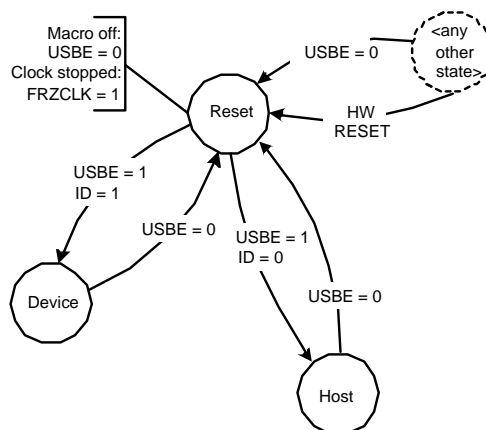 Macro off:
USBE = 0
Clock stopped:
FRZCLK = 1
USBE = 0
<any
other
state>
Reset
HW
RESET
USBE = 1
ID = 1
USBE = 0
USBE = 1
ID = 0
Device
USBE = 0
Host